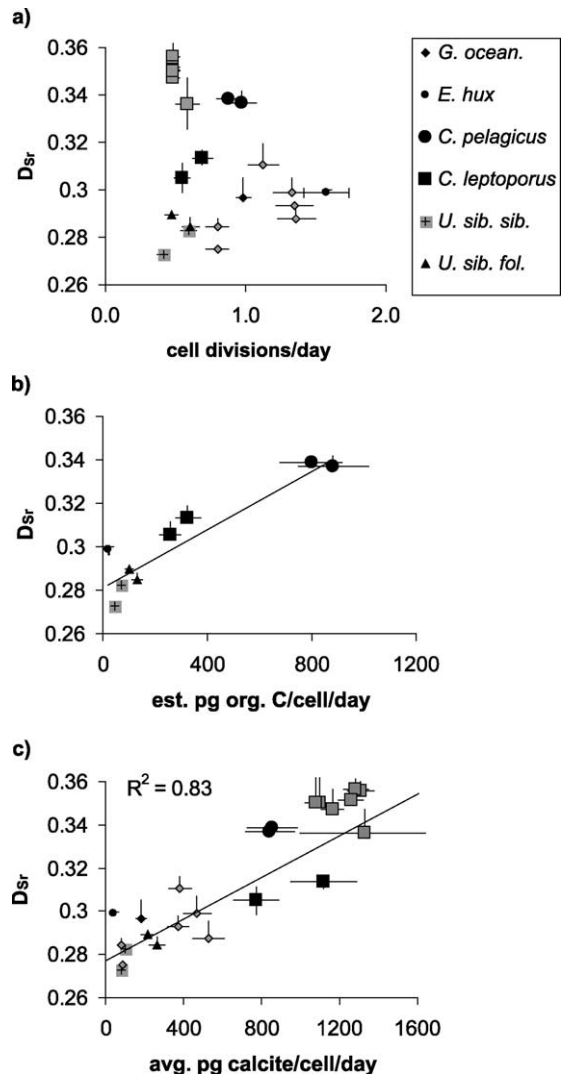 a)
0.36
0.34
0.32
0.3
0.28
0.26
DSr
0.0
1.0
2.0
cell divisions/day
G. ocean.
E. hux
C. pelagicus
C. leptoporus
U. sib. sib.
U. sib. fol.
b)
0.36
0.34
0.32
0.3
0.28
0.26
DSr
0
400
800
1200
est. pg org. C/cell/day
c)
R² = 0.83
0.36
0.34
0.32
0.3
0.28
0.26
DSr
0
400
800
1200
1600
avg. pg calcite/cell/day